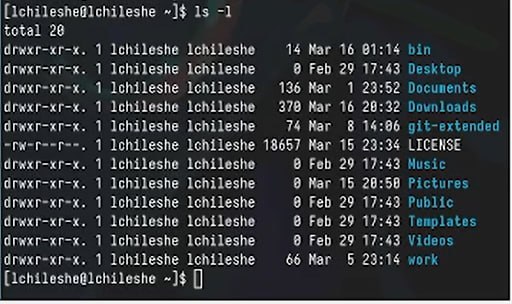 [lchileshe@lchileshe ~]$ ls -l
total 20
drwxr-xr-x. 1 lchileshe lchileshe    14 Mar 16 01:14 bin
drwxr-xr-x. 1 lchileshe lchileshe     0 Feb 29 17:43 Desktop
drwxr-xr-x. 1 lchileshe lchileshe   136 Mar  1 23:52 Documents
drwxr-xr-x. 1 lchileshe lchileshe   370 Mar 16 20:32 Downloads
drwxr-xr-x. 1 lchileshe lchileshe    74 Mar  8 14:06 git-extended
-rw-r--r--. 1 lchileshe lchileshe 18657 Mar 15 23:34 LICENSE
drwxr-xr-x. 1 lchileshe lchileshe     0 Feb 29 17:43 Music
drwxr-xr-x. 1 lchileshe lchileshe     0 Mar 15 20:50 Pictures
drwxr-xr-x. 1 lchileshe lchileshe     0 Feb 29 17:43 Public
drwxr-xr-x. 1 lchileshe lchileshe     0 Feb 29 17:43 Templates
drwxr-xr-x. 1 lchileshe lchileshe     0 Feb 29 17:43 Videos
drwxr-xr-x. 1 lchileshe lchileshe    66 Mar  5 23:14 work
[lchileshe@lchileshe ~]$